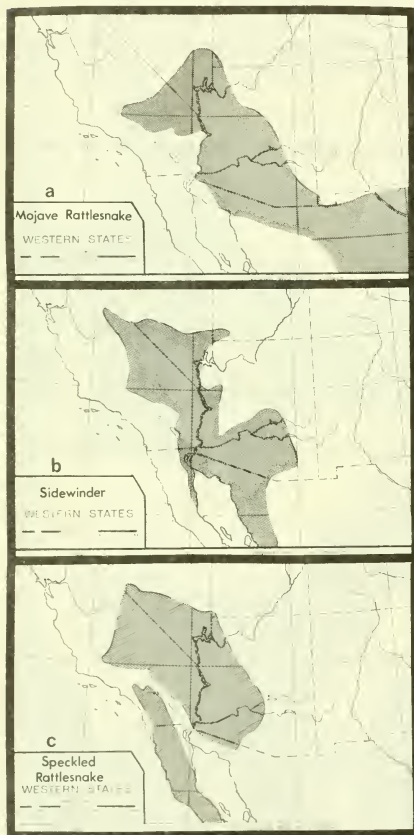 a
Mojave Rattlesnake
WESTERN STATES
b
Sidewinder
WESTERN STATES
c
Speckled
Rattlesnake
WESTERN STATES